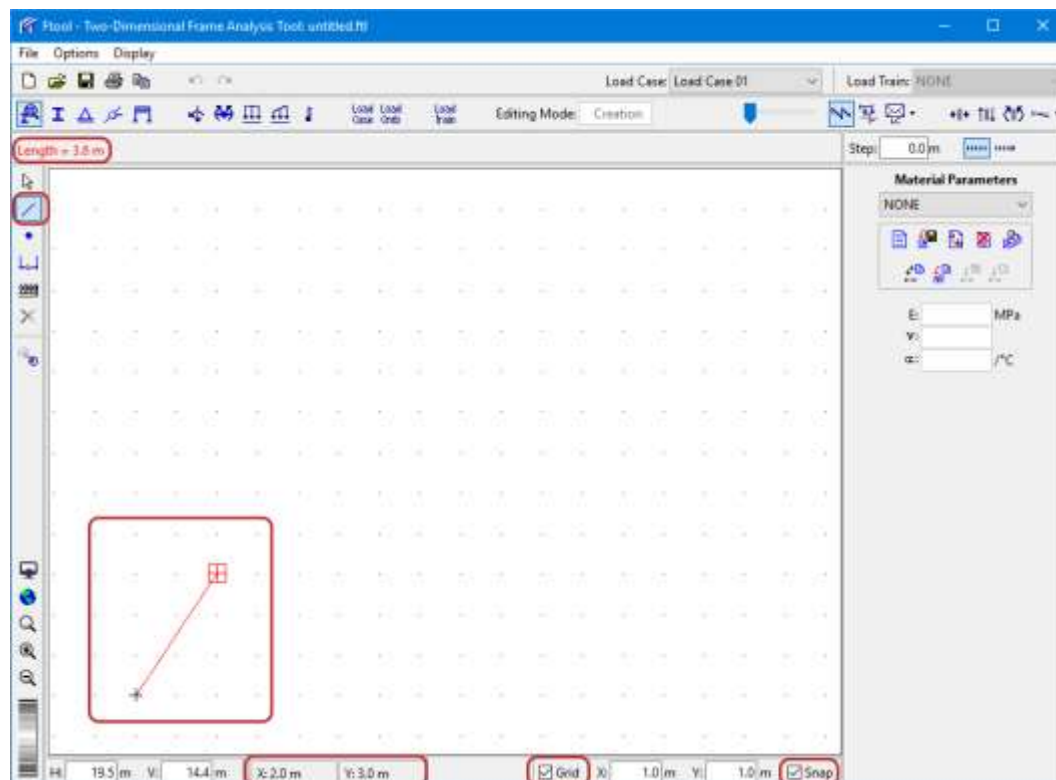 Ftool - Two-Dimensional Frame Analysis Tool: untitled.ftl
File Options Display
Load Case: Load Case 01 Load Train: NONE
Load Case Load Cmb Load Train Editing Mode: Creation
Length = 3.6 m Step: 0.0 m
Material Parameters
NONE
E: MPa
ν:
α: /°C
H: 19.5 m V: 14.4 m X: 2.0 m Y: 3.0 m Grid X: 1.0 m Y: 1.0 m Snap